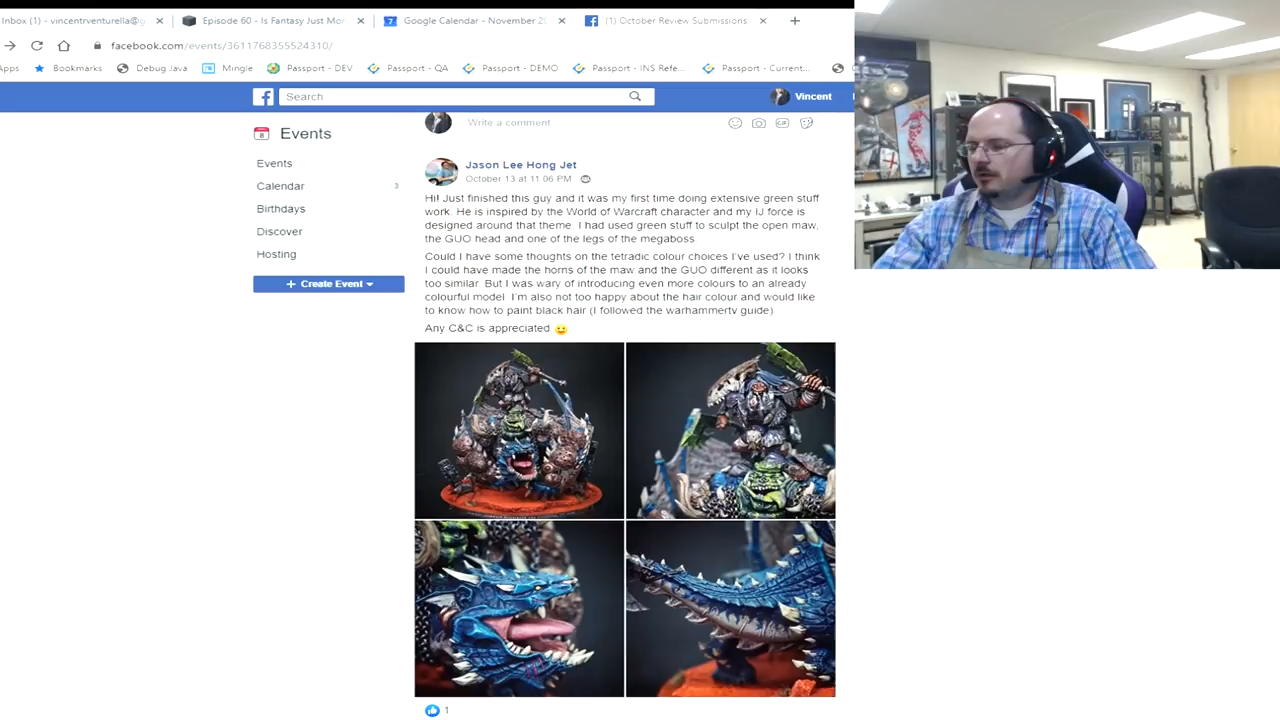 Inbox (1) - vincentrventurella@g
Episode 60 - Is Fantasy Just Mor
Google Calendar - November 2
(1) October Review Submissions
facebook.com/events/3611768355524310/
Apps
Bookmarks
Debug Java
Mingle
Passport - DEV
Passport - QA
Passport - DEMO
Passport - INS Refe...
Passport - Current...
Search
Vincent
Events
Write a comment
Events
Calendar 3
Birthdays
Discover
Hosting
+ Create Event
Jason Lee Hong Jet
October 13 at 11:06 PM
Hi! Just finished this guy and it was my first time doing extensive green stuff
work. He is inspired by the World of Warcraft character and my IJ force is
designed around that theme. I had used green stuff to sculpt the open maw,
the GUO head and one of the legs of the megaboss.
Could I have some thoughts on the tetradic colour choices I've used? I think
I could have made the horns of the maw and the GUO different as it looks
too similar. But I was wary of introducing even more colours to an already
colourful model. I'm also not too happy about the hair colour and would like
to know how to paint black hair (I followed the warhammertv guide)
Any C&C is appreciated
1